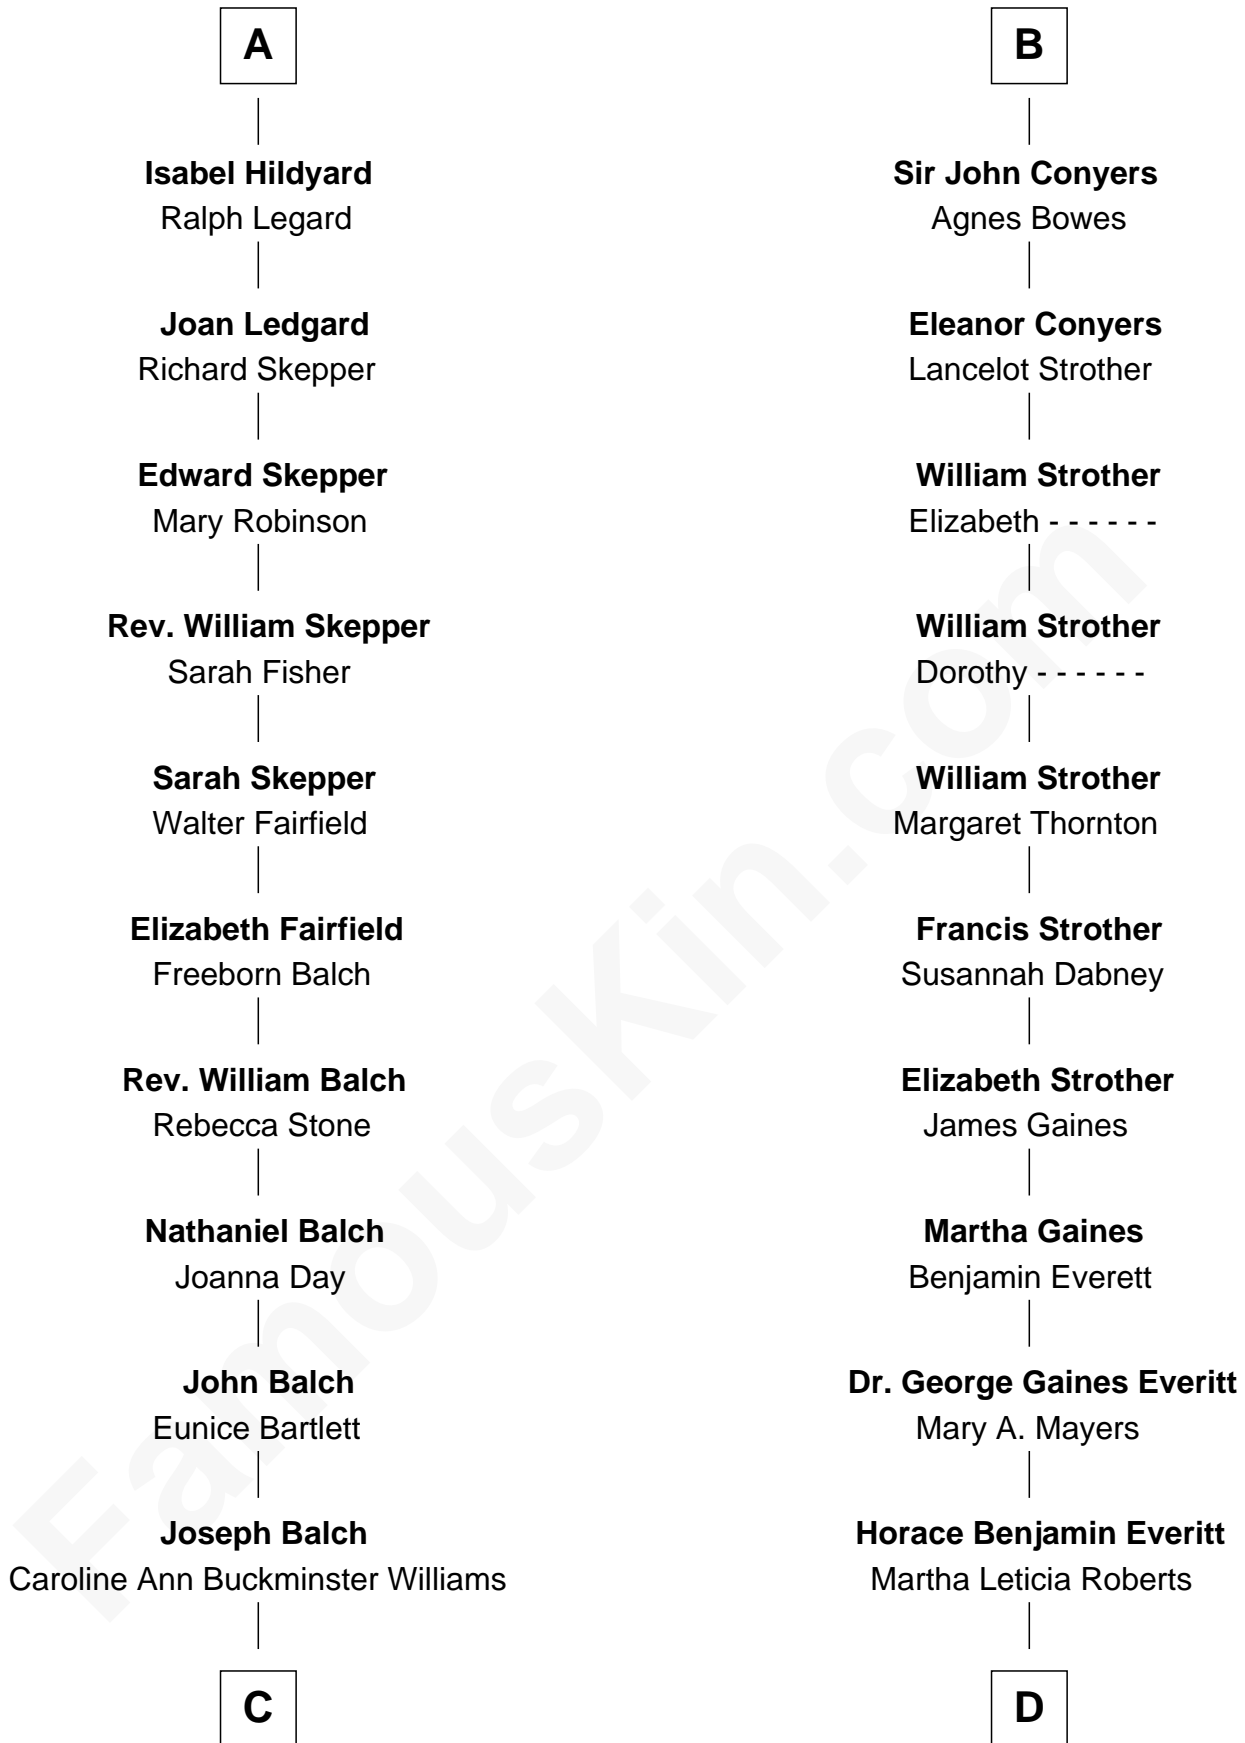 A
Isabel Hildyard
Ralph Legard
Joan Ledgard
Richard Skepper
Edward Skepper
Mary Robinson
Rev. William Skepper
Sarah Fisher
Sarah Skepper
Walter Fairfield
Elizabeth Fairfield
Freeborn Balch
Rev. William Balch
Rebecca Stone
Nathaniel Balch
Joanna Day
John Balch
Eunice Bartlett
Joseph Balch
Caroline Ann Buckminster Williams
C
B
Sir John Conyers
Agnes Bowes
Eleanor Conyers
Lancelot Strother
William Strother
Elizabeth - - - - - -
William Strother
Dorothy - - - - - -
William Strother
Margaret Thornton
Francis Strother
Susannah Dabney
Elizabeth Strother
James Gaines
Martha Gaines
Benjamin Everett
Dr. George Gaines Everitt
Mary A. Mayers
Horace Benjamin Everitt
Martha Leticia Roberts
D
FamousKin.com